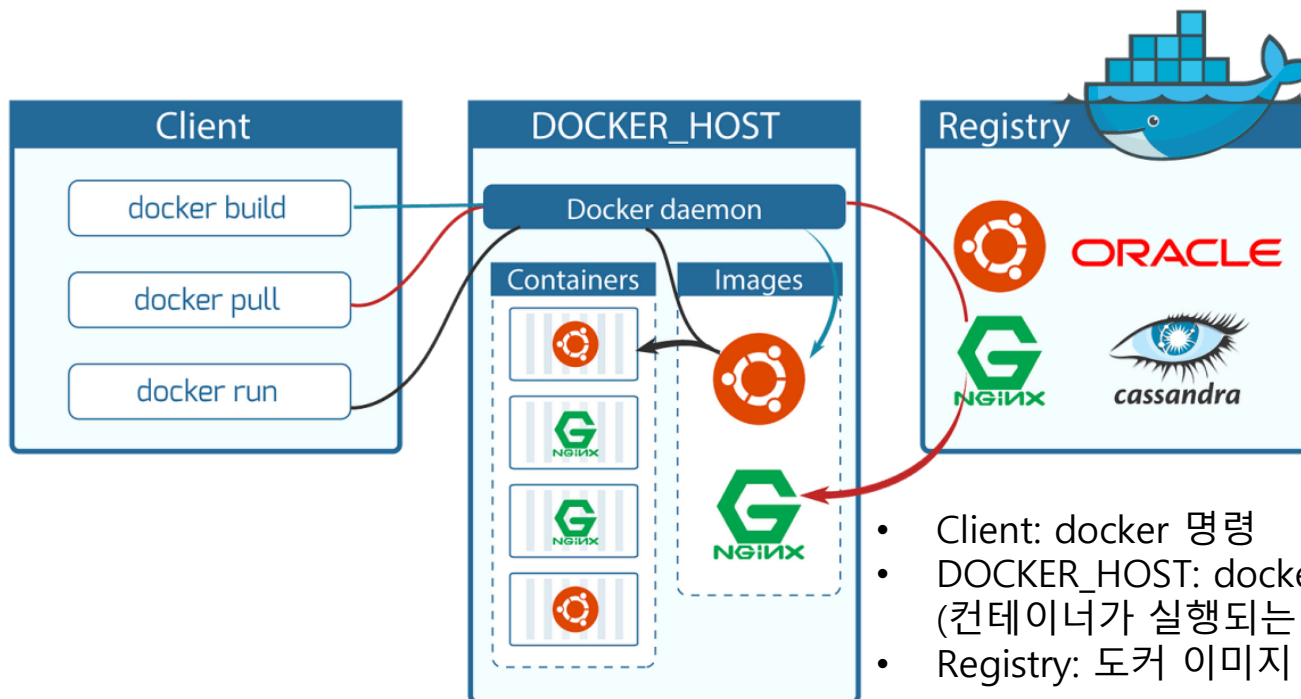 Client
docker build
docker pull
docker run
DOCKER_HOST
Docker daemon
Containers
Images
NGINX
NGINX
NGINX
Registry
ORACLE
NGINX
cassandra
• Client: docker 명령
• DOCKER_HOST:
(컨테이너가 실행되는
• Registry: 도커 이미지